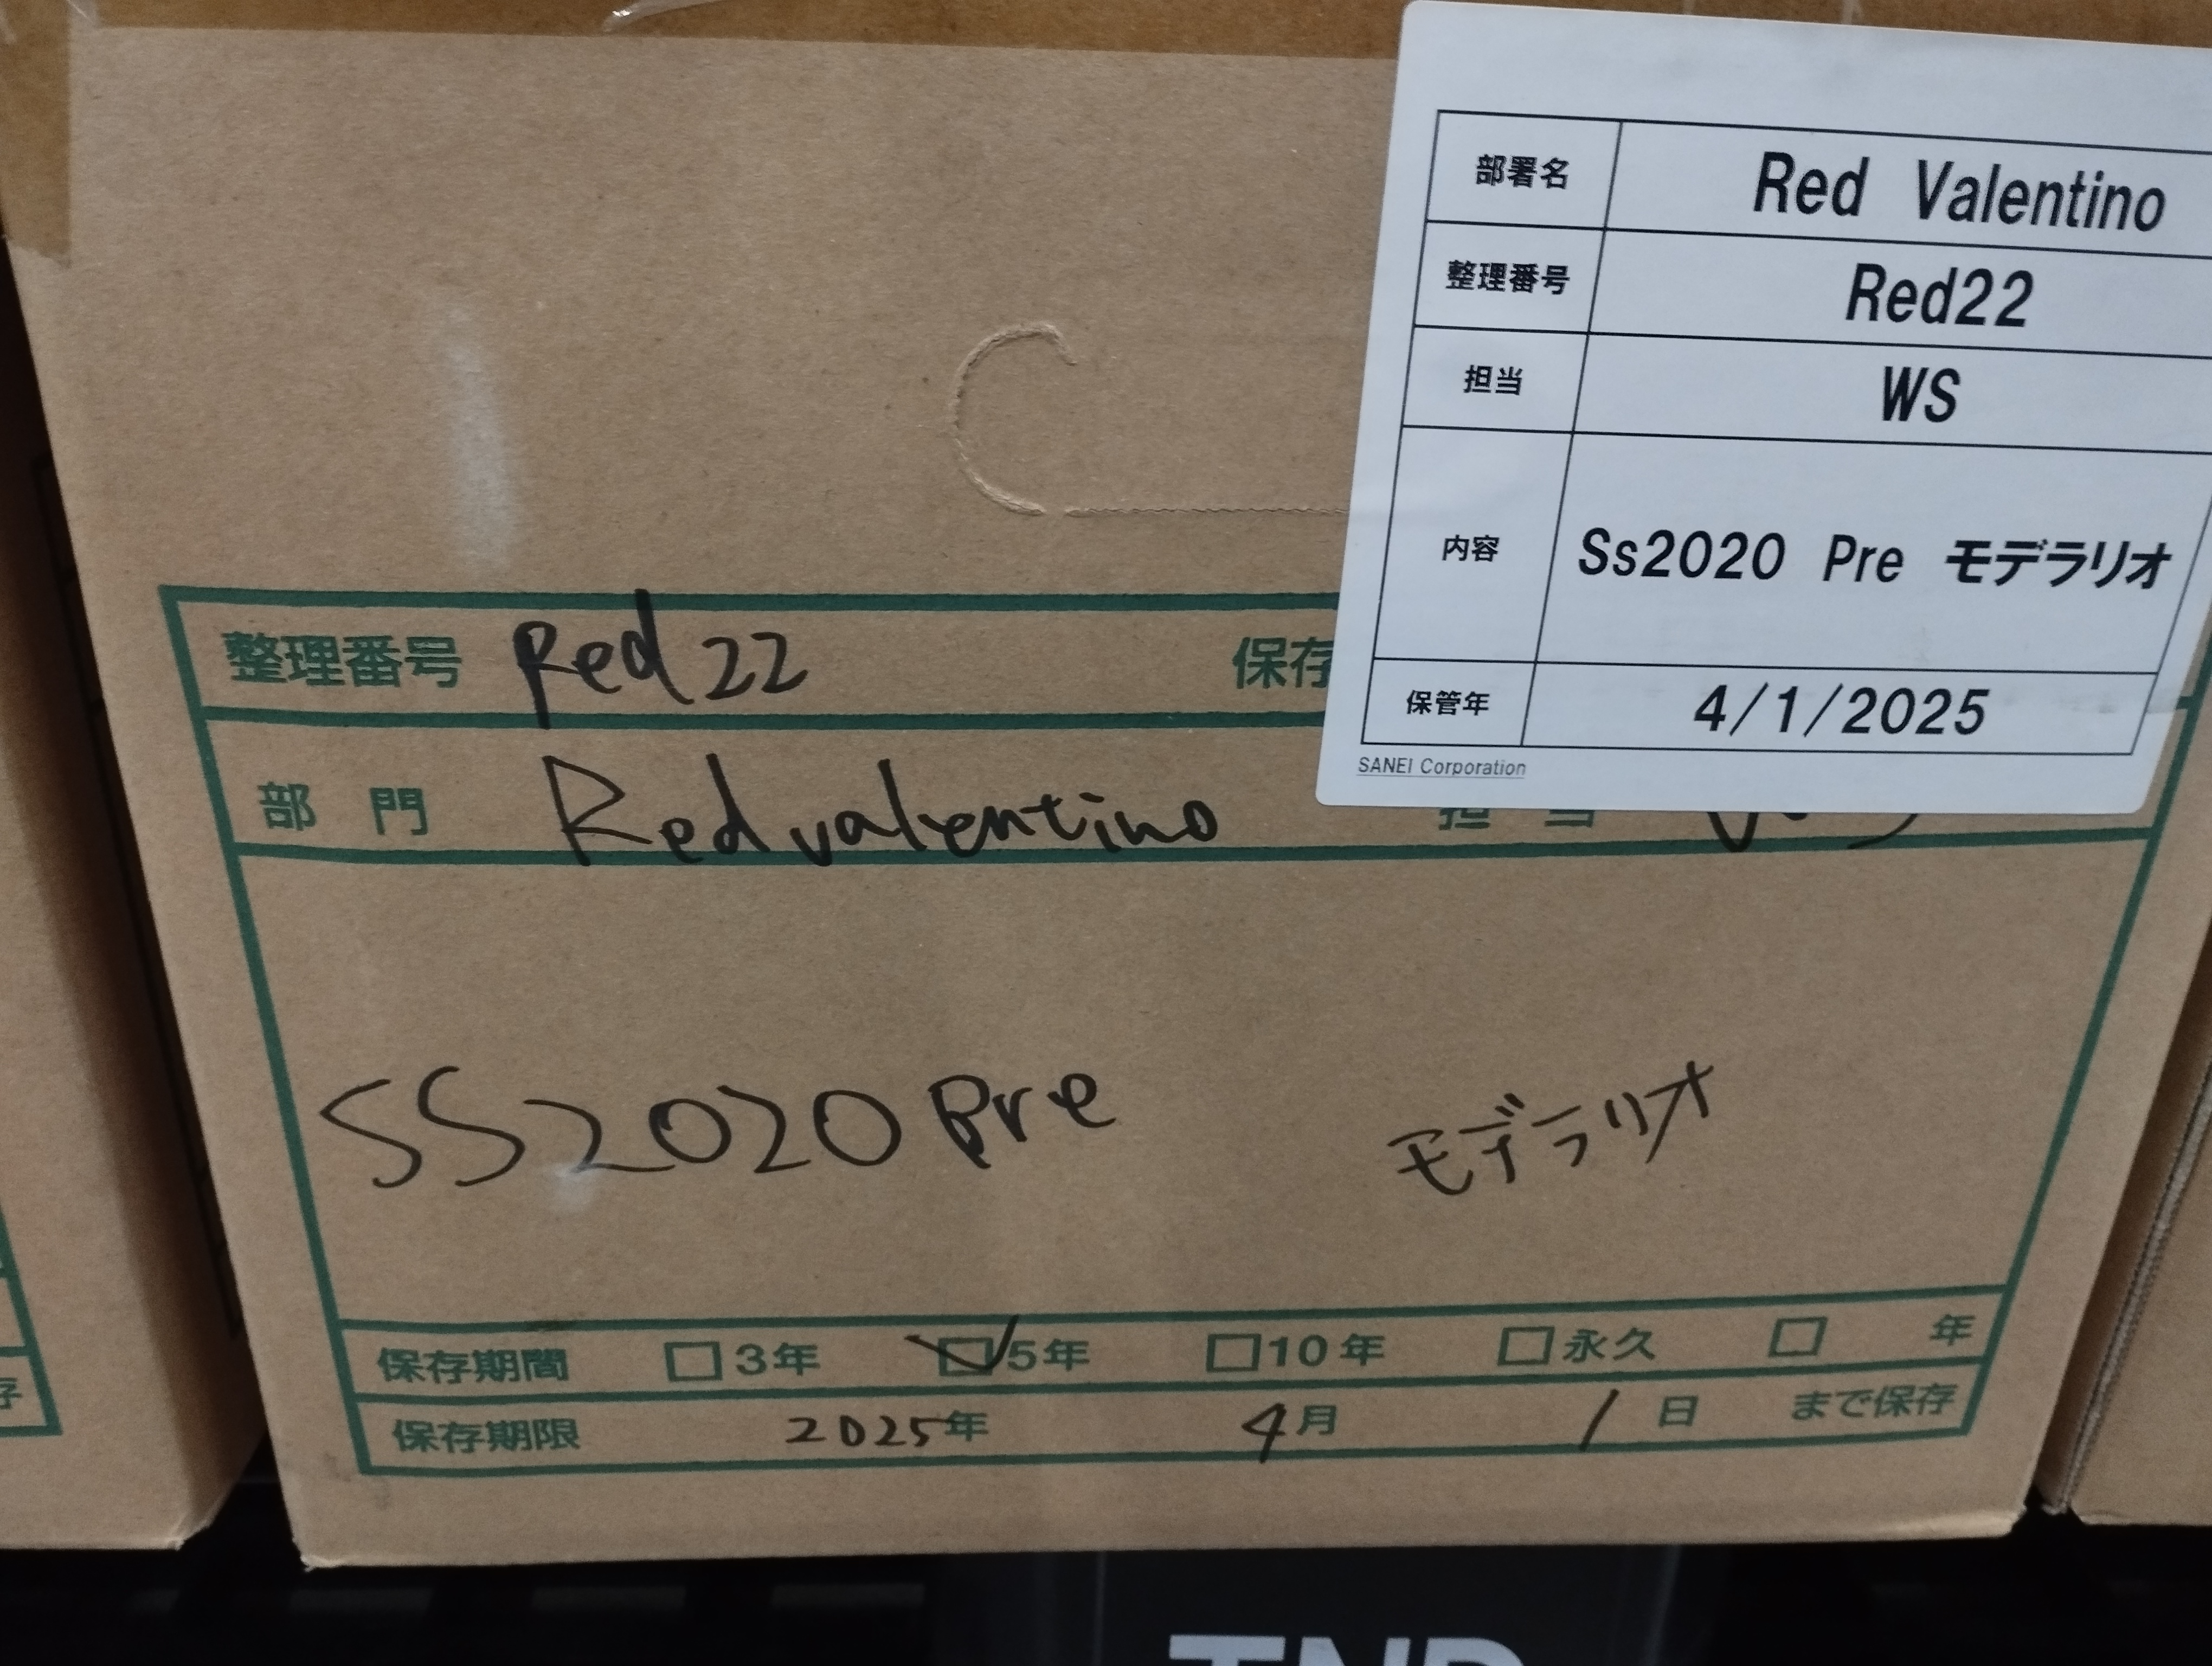 部署名 Red Valentino
整理番号 Red22
担当 WS
内容 Ss2020 Pre モデラリオ
保管年 4/1/2025
SANEI Corporation
整理番号 Red22 保存
部門 Red valentino 担当
SS2020 Pre モデラリオ
保存期間 □3年 ☑5年 □10年 □永久 □ 年
保存期限 2025年 4月 1日 まで保存